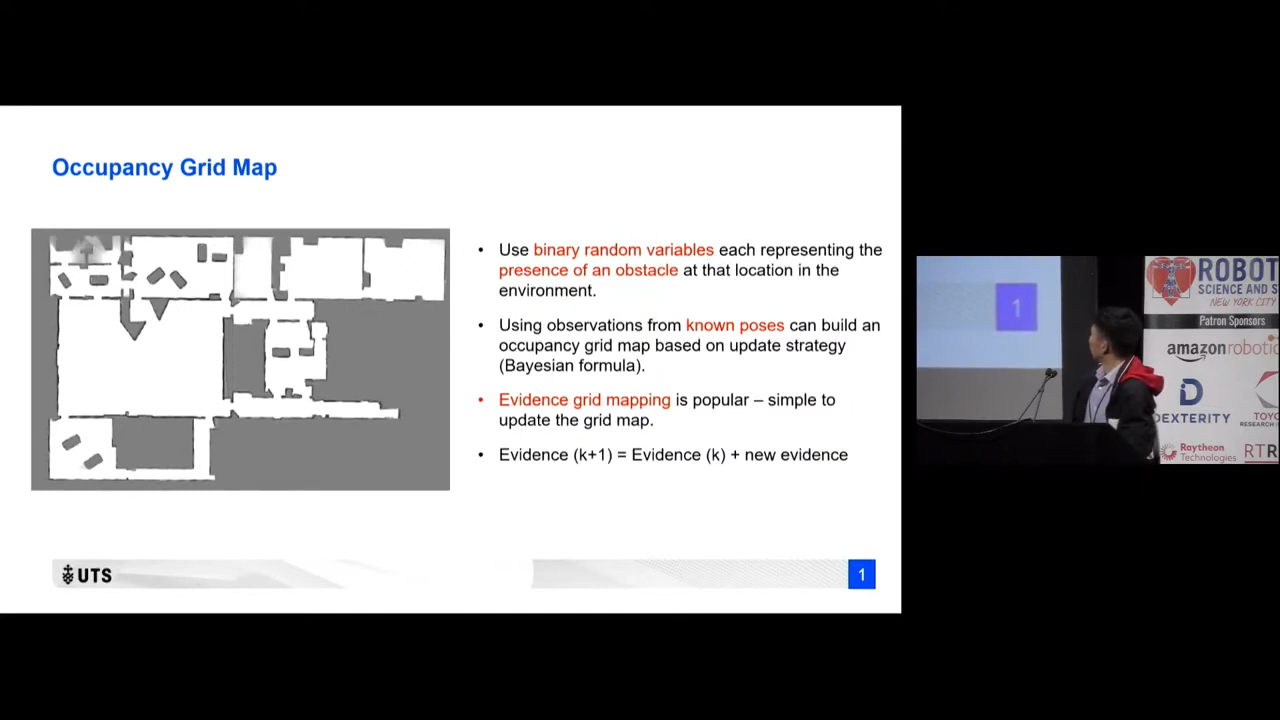 Occupancy Grid Map
• Use binary random variables each representing the
presence of an obstacle at that location in the
environment.
• Using observations from known poses can build an
occupancy grid map based on update strategy
(Bayesian formula).
• Evidence grid mapping is popular – simple to
update the grid map.
• Evidence (k+1) = Evidence (k) + new evidence
UTS
1
1
ROBOT
SCIENCE AND S
NEW YORK CITY
Patron Sponsors
amazon robotic
DEXTERITY
TOYO
RESEARCH
Raytheon
Technologies
RTR